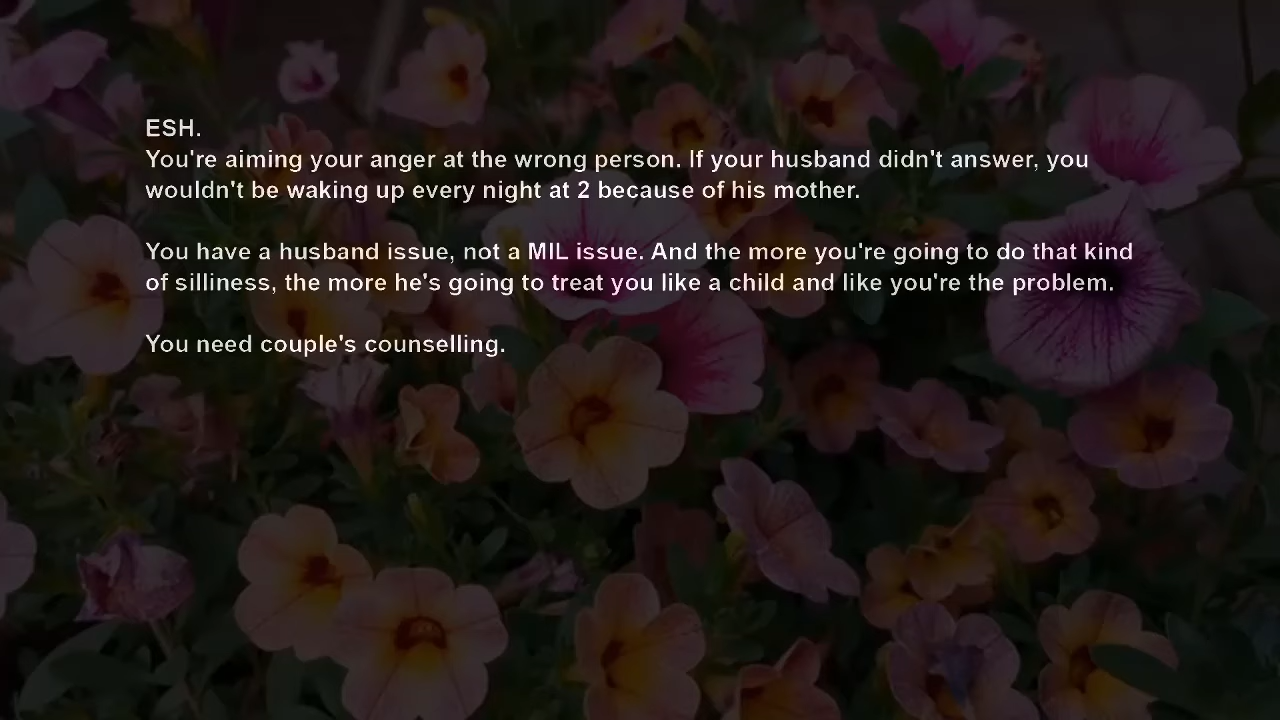 ESH.
You're aiming your anger at the wrong person. If your husband didn't answer, you
wouldn't be waking up every night at 2 because of his mother.
You have a husband issue, not a MIL issue. And the more you're going to do that kind
of silliness, the more he's going to treat you like a child and like you're the problem.
You need couple's counselling.